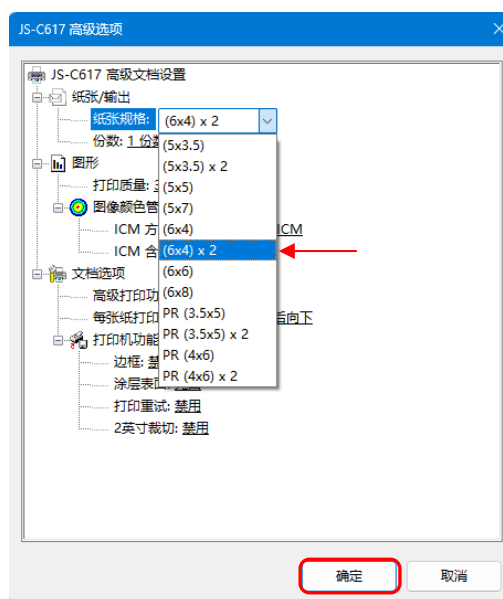 JS-C617 高级选项
JS-C617 高级文档设置
纸张/输出
纸张规格: (6x4) x 2
份数: 1 份数
(5x3.5)
(5x3.5) x 2
图形
打印质量:
(5x5)
图像颜色管
(5x7)
ICM 方
(6x4)
ICM
ICM 含
(6x4) x 2
文档选项
(6x6)
高级打印功
(6x8)
每张纸打印
PR (3.5x5)
后向下
打印机功能
PR (3.5x5) x 2
边框:
PR (4x6)
涂层表面:
PR (4x6) x 2
打印重试: 禁用
2英寸裁切: 禁用
确定
取消